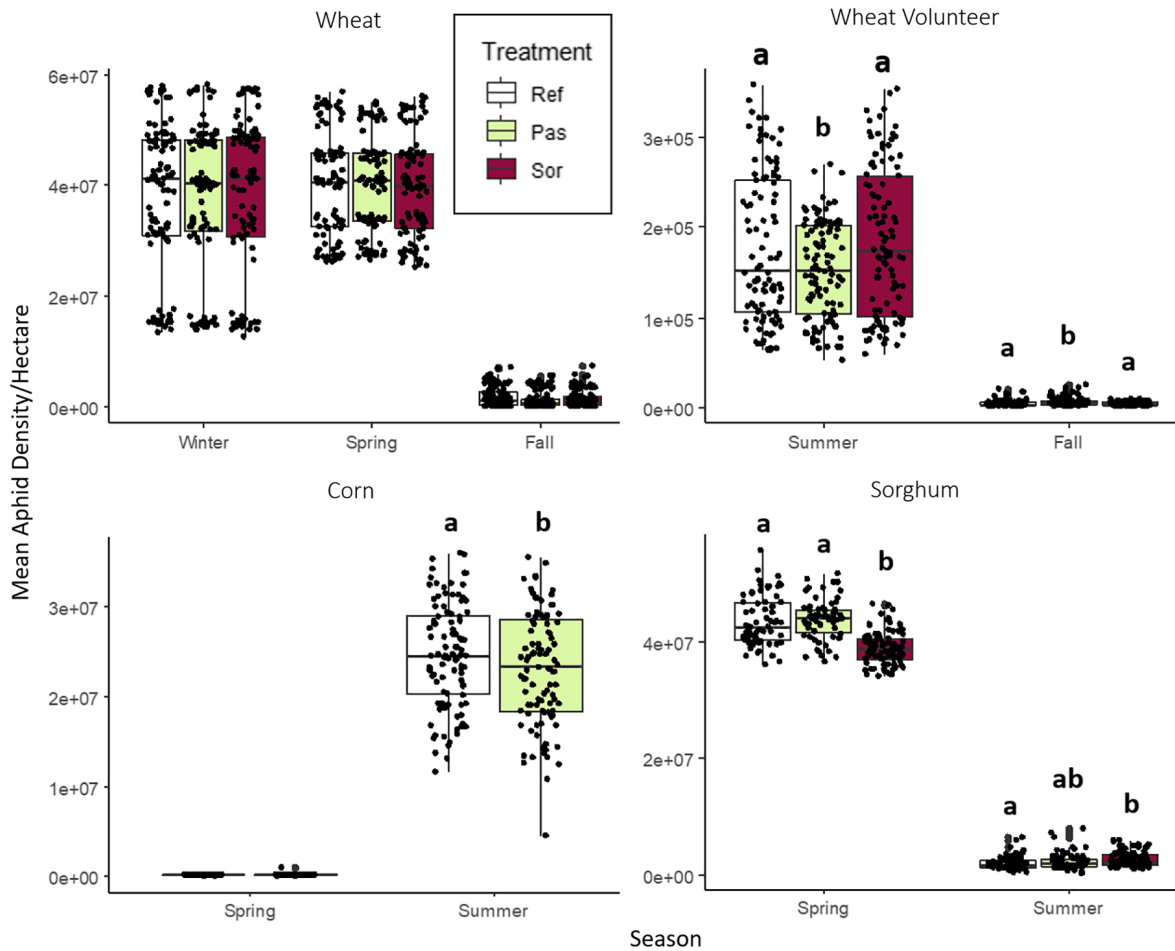 Wheat
Wheat Volunteer
Treatment
Ref
Pas
Sor
6e+07
4e+07
2e+07
0e+00
Winter
Spring
Fall
a
b
a
3e+05
2e+05
1e+05
0e+00
a
b
a
Summer
Fall
Mean Aphid Density/Hectare
Corn
Sorghum
a
b
3e+07
2e+07
1e+07
0e+00
Spring
Summer
a
a
b
4e+07
2e+07
0e+00
a
ab
b
Spring
Summer
Season